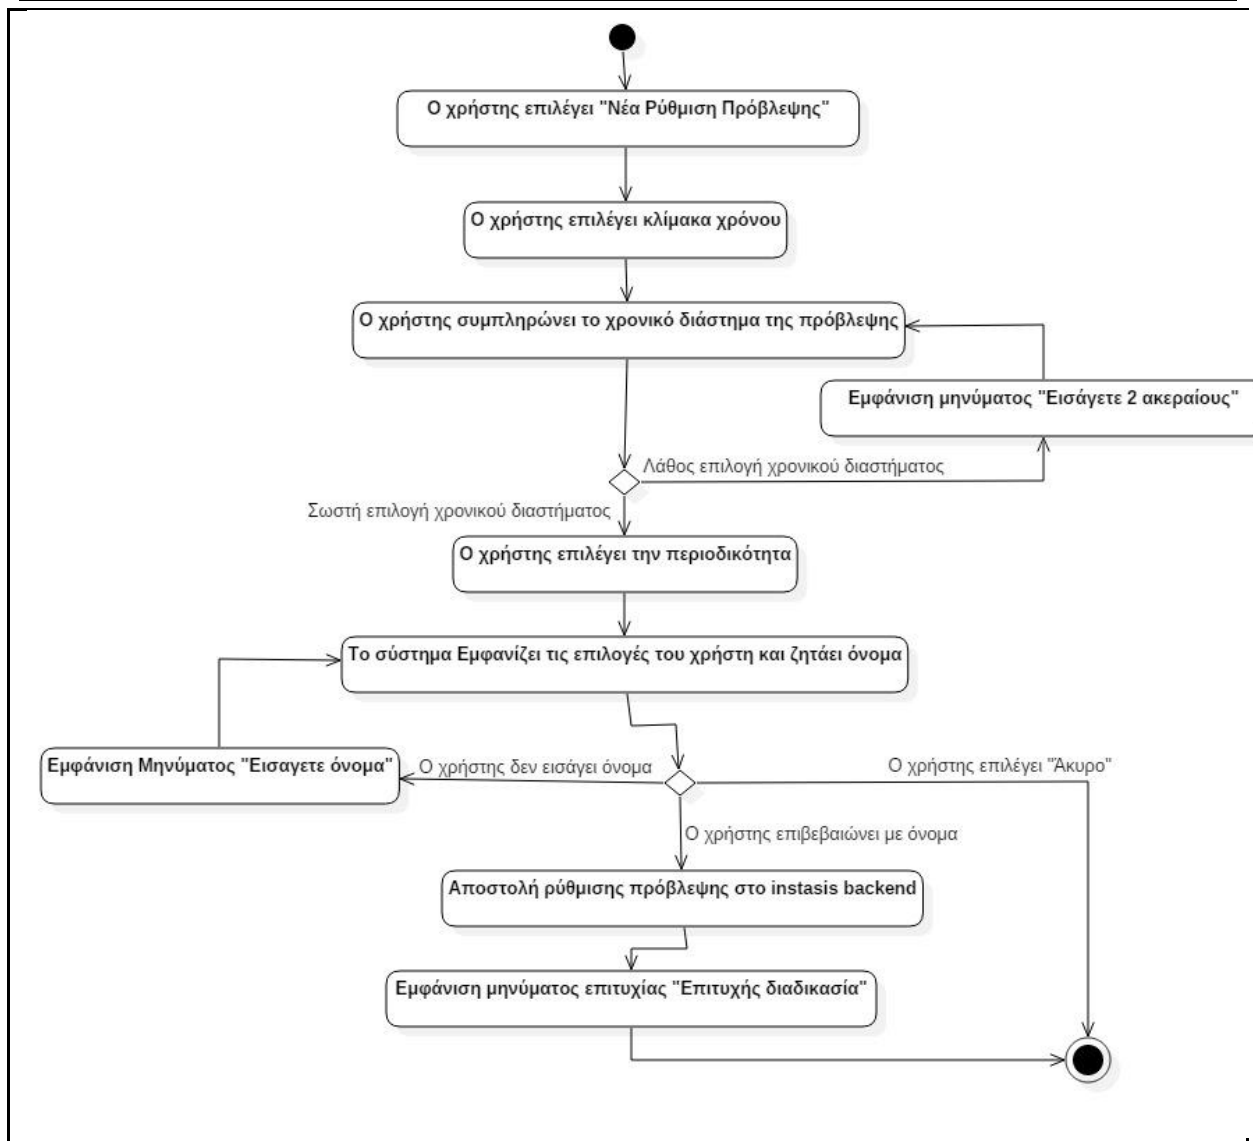 Ο χρήστης επιλέγει "Νέα Ρύθμιση Πρόβλεψης"
Ο χρήστης επιλέγει κλίμακα χρόνου
Ο χρήστης συμπληρώνει το χρονικό διάστημα της πρόβλεψης
Εμφάνιση μηνύματος "Εισάγετε 2 ακεραίους"
Λάθος επιλογή χρονικού διαστήματος
Σωστή επιλογή χρονικού διαστήματος
Ο χρήστης επιλέγει την περιοδικότητα
Το σύστημα Εμφανίζει τις επιλογές του χρήστη και ζητάει όνομα
Εμφάνιση Μηνύματος "Εισαγετε όνομα"
Ο χρήστης δεν εισάγει όνομα
Ο χρήστης επιλέγει "Άκυρο"
Ο χρήστης επιβεβαιώνει με όνομα
Αποστολή ρύθμισης πρόβλεψης στο instasis backend
Εμφάνιση μηνύματος επιτυχίας "Επιτυχής διαδικασία"